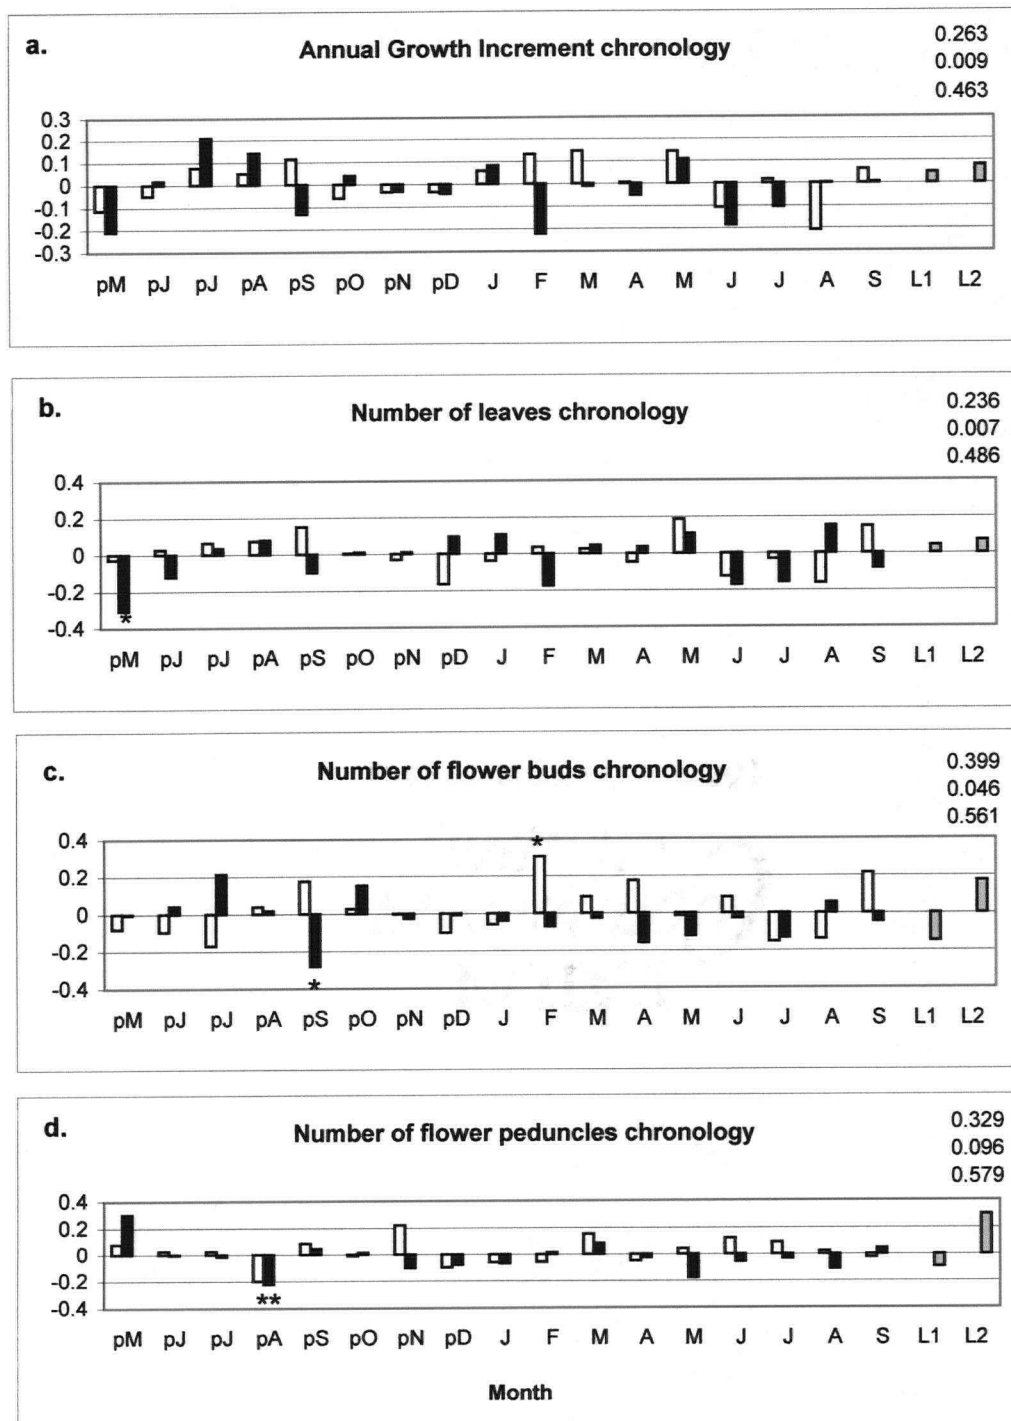 a.
Annual Growth Increment chronology
0.263
0.009
0.463
0.3
0.2
0.1
0
-0.1
-0.2
-0.3
pM pJ pJ pA pS pO pN pD J F M A M J J A S L1 L2
b.
Number of leaves chronology
0.236
0.007
0.486
0.4
0.2
0
-0.2
-0.4
*
pM pJ pJ pA pS pO pN pD J F M A M J J A S L1 L2
c.
Number of flower buds chronology
0.399
0.046
0.561
*
0.4
0.2
0
-0.2
-0.4
*
pM pJ pJ pA pS pO pN pD J F M A M J J A S L1 L2
d.
Number of flower peduncles chronology
0.329
0.096
0.579
0.4
0.2
0
-0.2
-0.4
**
pM pJ pJ pA pS pO pN pD J F M A M J J A S L1 L2
Month